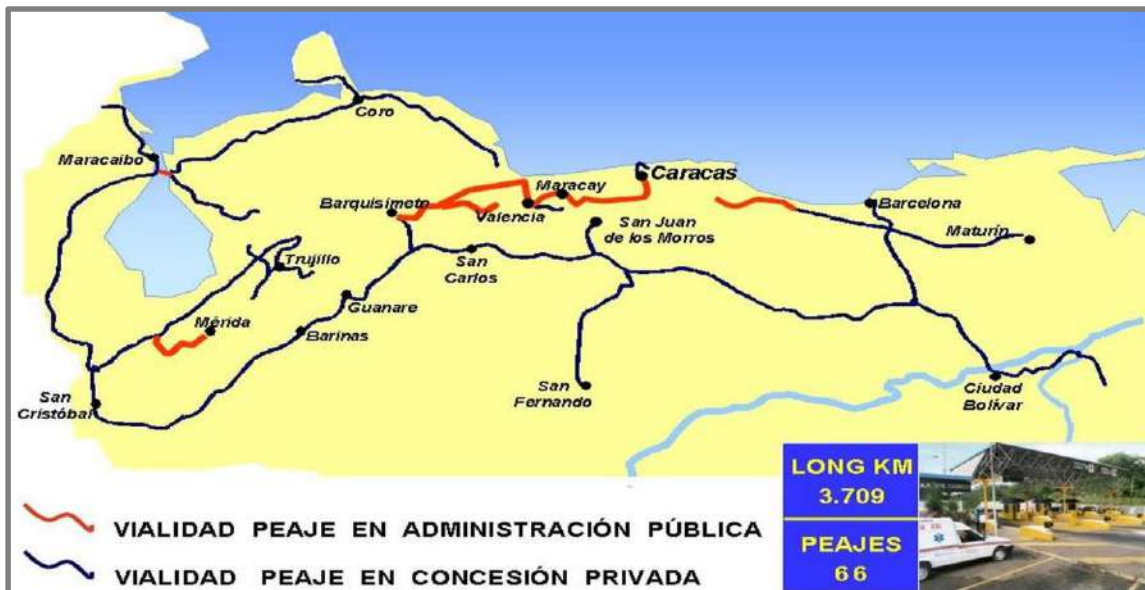 Coro
Maracaibo
Caracas
Maracay
Barquisimeto
Valencia
Barcelona
San Juan
de los Morros
Maturín
Trujillo
San
Carlos
Guanare
Mérida
Barinas
San
Cristóbal
San
Fernando
Ciudad
Bolívar
LONG KM
3.709
PEAJES
66
VIALIDAD PEAJE EN ADMINISTRACIÓN PÚBLICA
VIALIDAD PEAJE EN CONCESIÓN PRIVADA